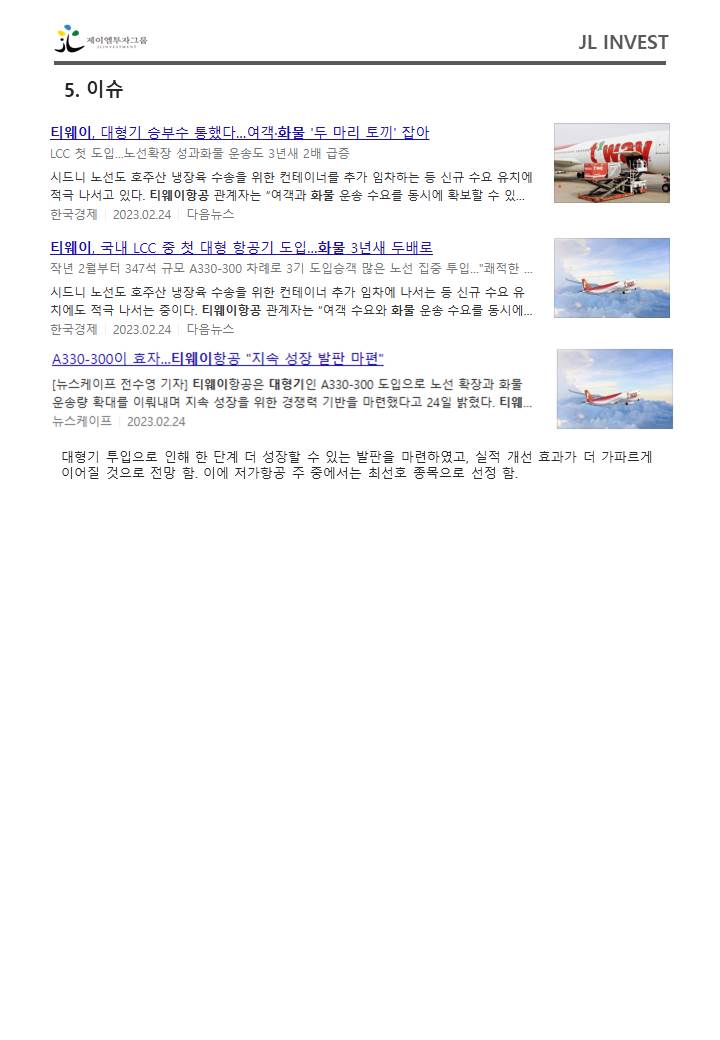 제이엘투자그룹
JL INVESTMENT
JL INVEST
5. 이슈
티웨이, 대형기 승부수 통했다...여객·화물 '두 마리 토끼' 잡아
LCC 첫 도입...노선확장 성과화물 운송도 3년새 2배 급증
시드니 노선도 호주산 냉장육 수송을 위한 컨테이너를 추가 임차하는 등 신규 수요 유치에
적극 나서고 있다. 티웨이항공 관계자는 “여객과 화물 운송 수요를 동시에 확보할 수 있...
한국경제 | 2023.02.24 | 다음뉴스
t'way
티웨이, 국내 LCC 중 첫 대형 항공기 도입...화물 3년새 두배로
작년 2월부터 347석 규모 A330-300 차례로 3기 도입승객 많은 노선 집중 투입..."쾌적한 ...
시드니 노선도 호주산 냉장육 수송을 위한 컨테이너 추가 임차에 나서는 등 신규 수요 유
치에도 적극 나서는 중이다. 티웨이항공 관계자는 “여객 수요와 화물 운송 수요를 동시에...
한국경제 | 2023.02.24 | 다음뉴스
A330-300이 효자...티웨이항공 "지속 성장 발판 마련"
[뉴스케이프 전수영 기자] 티웨이항공은 대형기인 A330-300 도입으로 노선 확장과 화물
운송량 확대를 이뤄내며 지속 성장을 위한 경쟁력 기반을 마련했다고 24일 밝혔다. 티웨...
뉴스케이프 | 2023.02.24
대형기 투입으로 인해 한 단계 더 성장할 수 있는 발판을 마련하였고, 실적 개선 효과가 더 가파르게
이어질 것으로 전망 함. 이에 저가항공 주 중에서는 최선호 종목으로 선정 함.